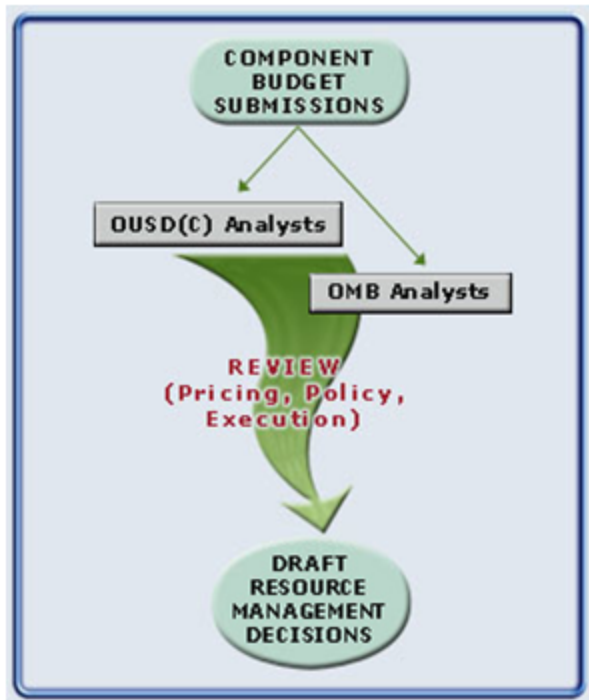 COMPONENT
BUDGET
SUBMISSIONS
OUSD(C) Analysts
OMB Analysts
REVIEW
(Pricing, Policy,
Execution)
DRAFT
RESOURCE
MANAGEMENT
DECISIONS